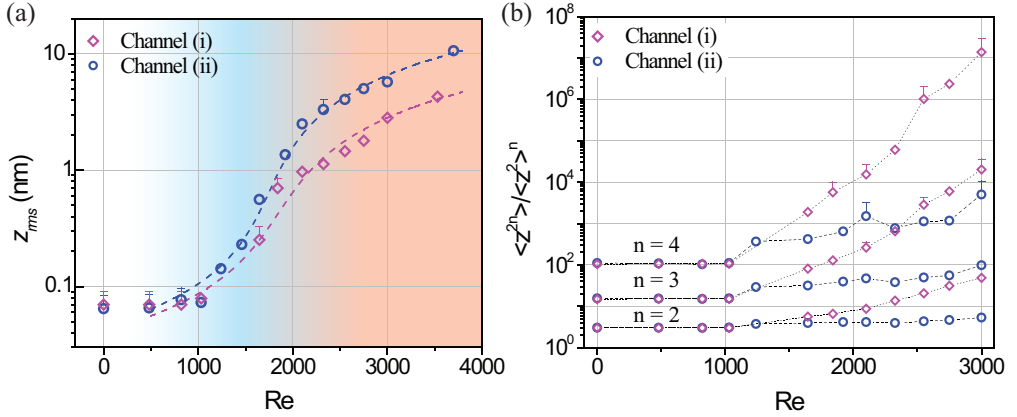 (a)
Channel (i)
Channel (ii)
z_rms (nm)
10
1
0.1
0 1000 2000 3000 4000
Re
(b)
Channel (i)
Channel (ii)
<z^2n>/<z^2>^n
10^8
10^6
10^4
10^2
10^0
n = 4
n = 3
n = 2
0 1000 2000 3000
Re